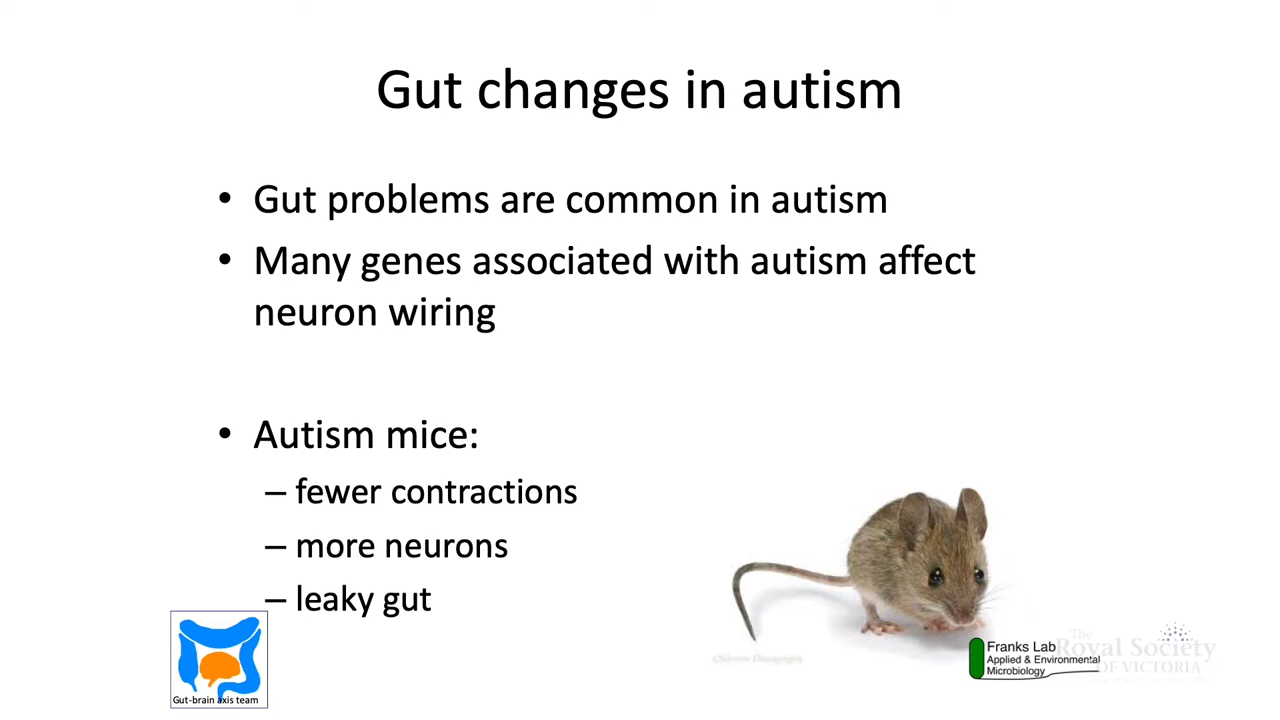 Gut changes in autism
• Gut problems are common in autism
• Many genes associated with autism affect
neuron wiring
• Autism mice:
– fewer contractions
– more neurons
– leaky gut
Gut-brain axis team
Franks Lab
Applied & Environmental
Microbiology
The
Royal Society
OF VICTORIA